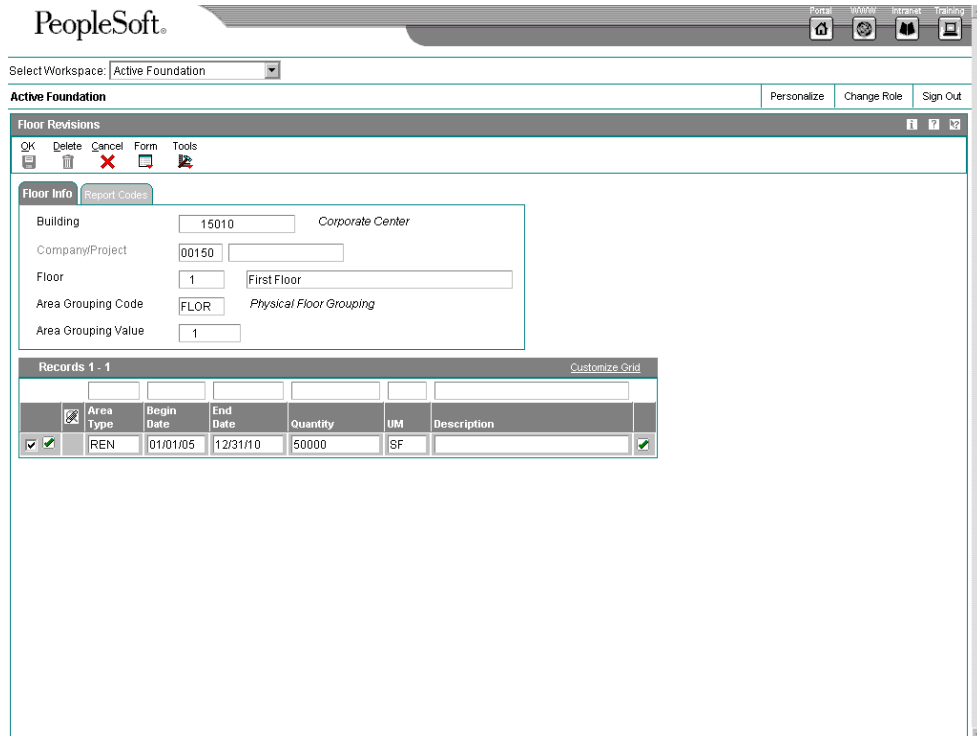 Portal WWW Intranet Training
PeopleSoft.
Select Workspace: Active Foundation
Active Foundation Personalize Change Role Sign Out
Floor Revisions
OK Delete Cancel Form Tools
Floor Info Report Codes
Building 15010 Corporate Center
Company/Project 00150
Floor 1 First Floor
Area Grouping Code FLOR Physical Floor Grouping
Area Grouping Value 1
Records 1 - 1 Customize Grid
Area Type Begin Date End Date Quantity UM Description
REN 01/01/05 12/31/10 50000 SF